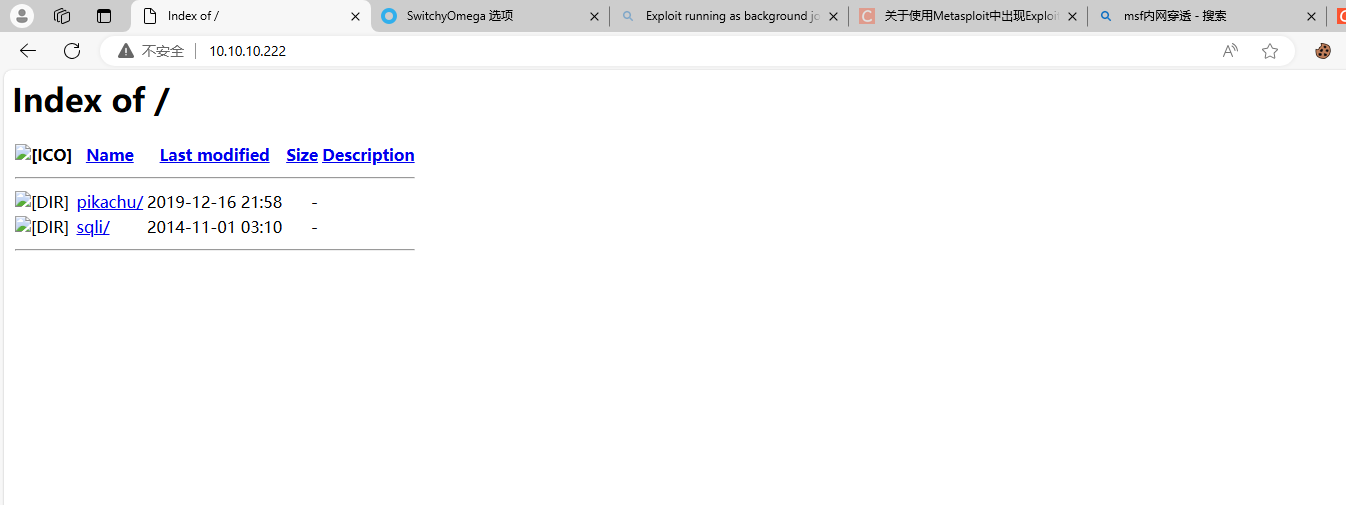 Index of /
SwitchyOmega 选项
Exploit running as background jo
关于使用Metasploit中出现Exploit
msf内网穿透 - 搜索
不安全 10.10.10.222
Index of /
[ICO] Name Last modified Size Description
[DIR] pikachu/ 2019-12-16 21:58 -
[DIR] sqli/ 2014-11-01 03:10 -